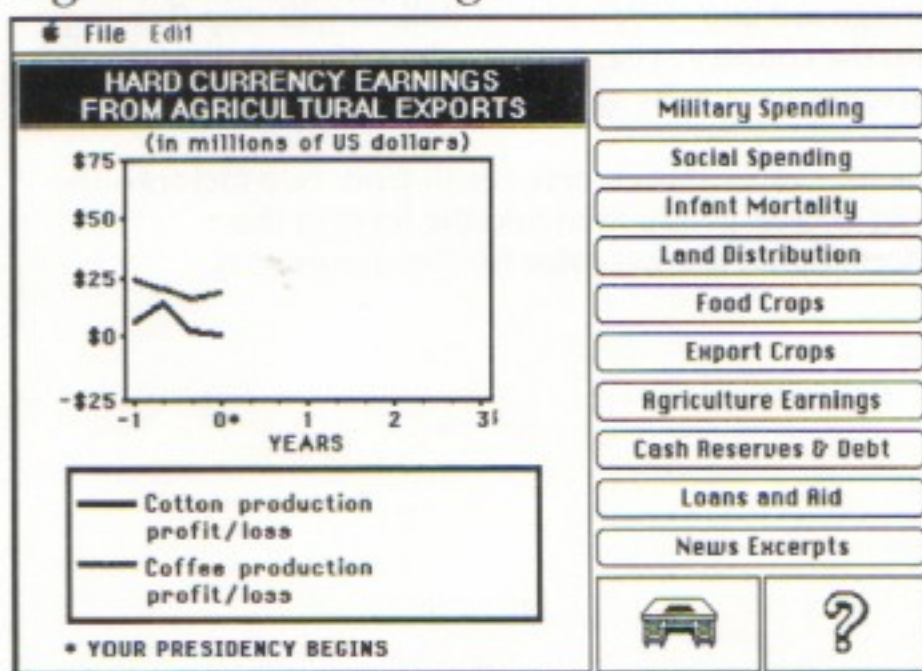 File Edit
HARD CURRENCY EARNINGS
FROM AGRICULTURAL EXPORTS
(in millions of US dollars)
$75
$50
$25
$0
-$25
-1 0* 1 2 3
YEARS
Cotton production
profit/loss
Coffee production
profit/loss
* YOUR PRESIDENCY BEGINS
Military Spending
Social Spending
Infant Mortality
Land Distribution
Food Crops
Export Crops
Agriculture Earnings
Cash Reserves & Debt
Loans and Aid
News Excerpts
?